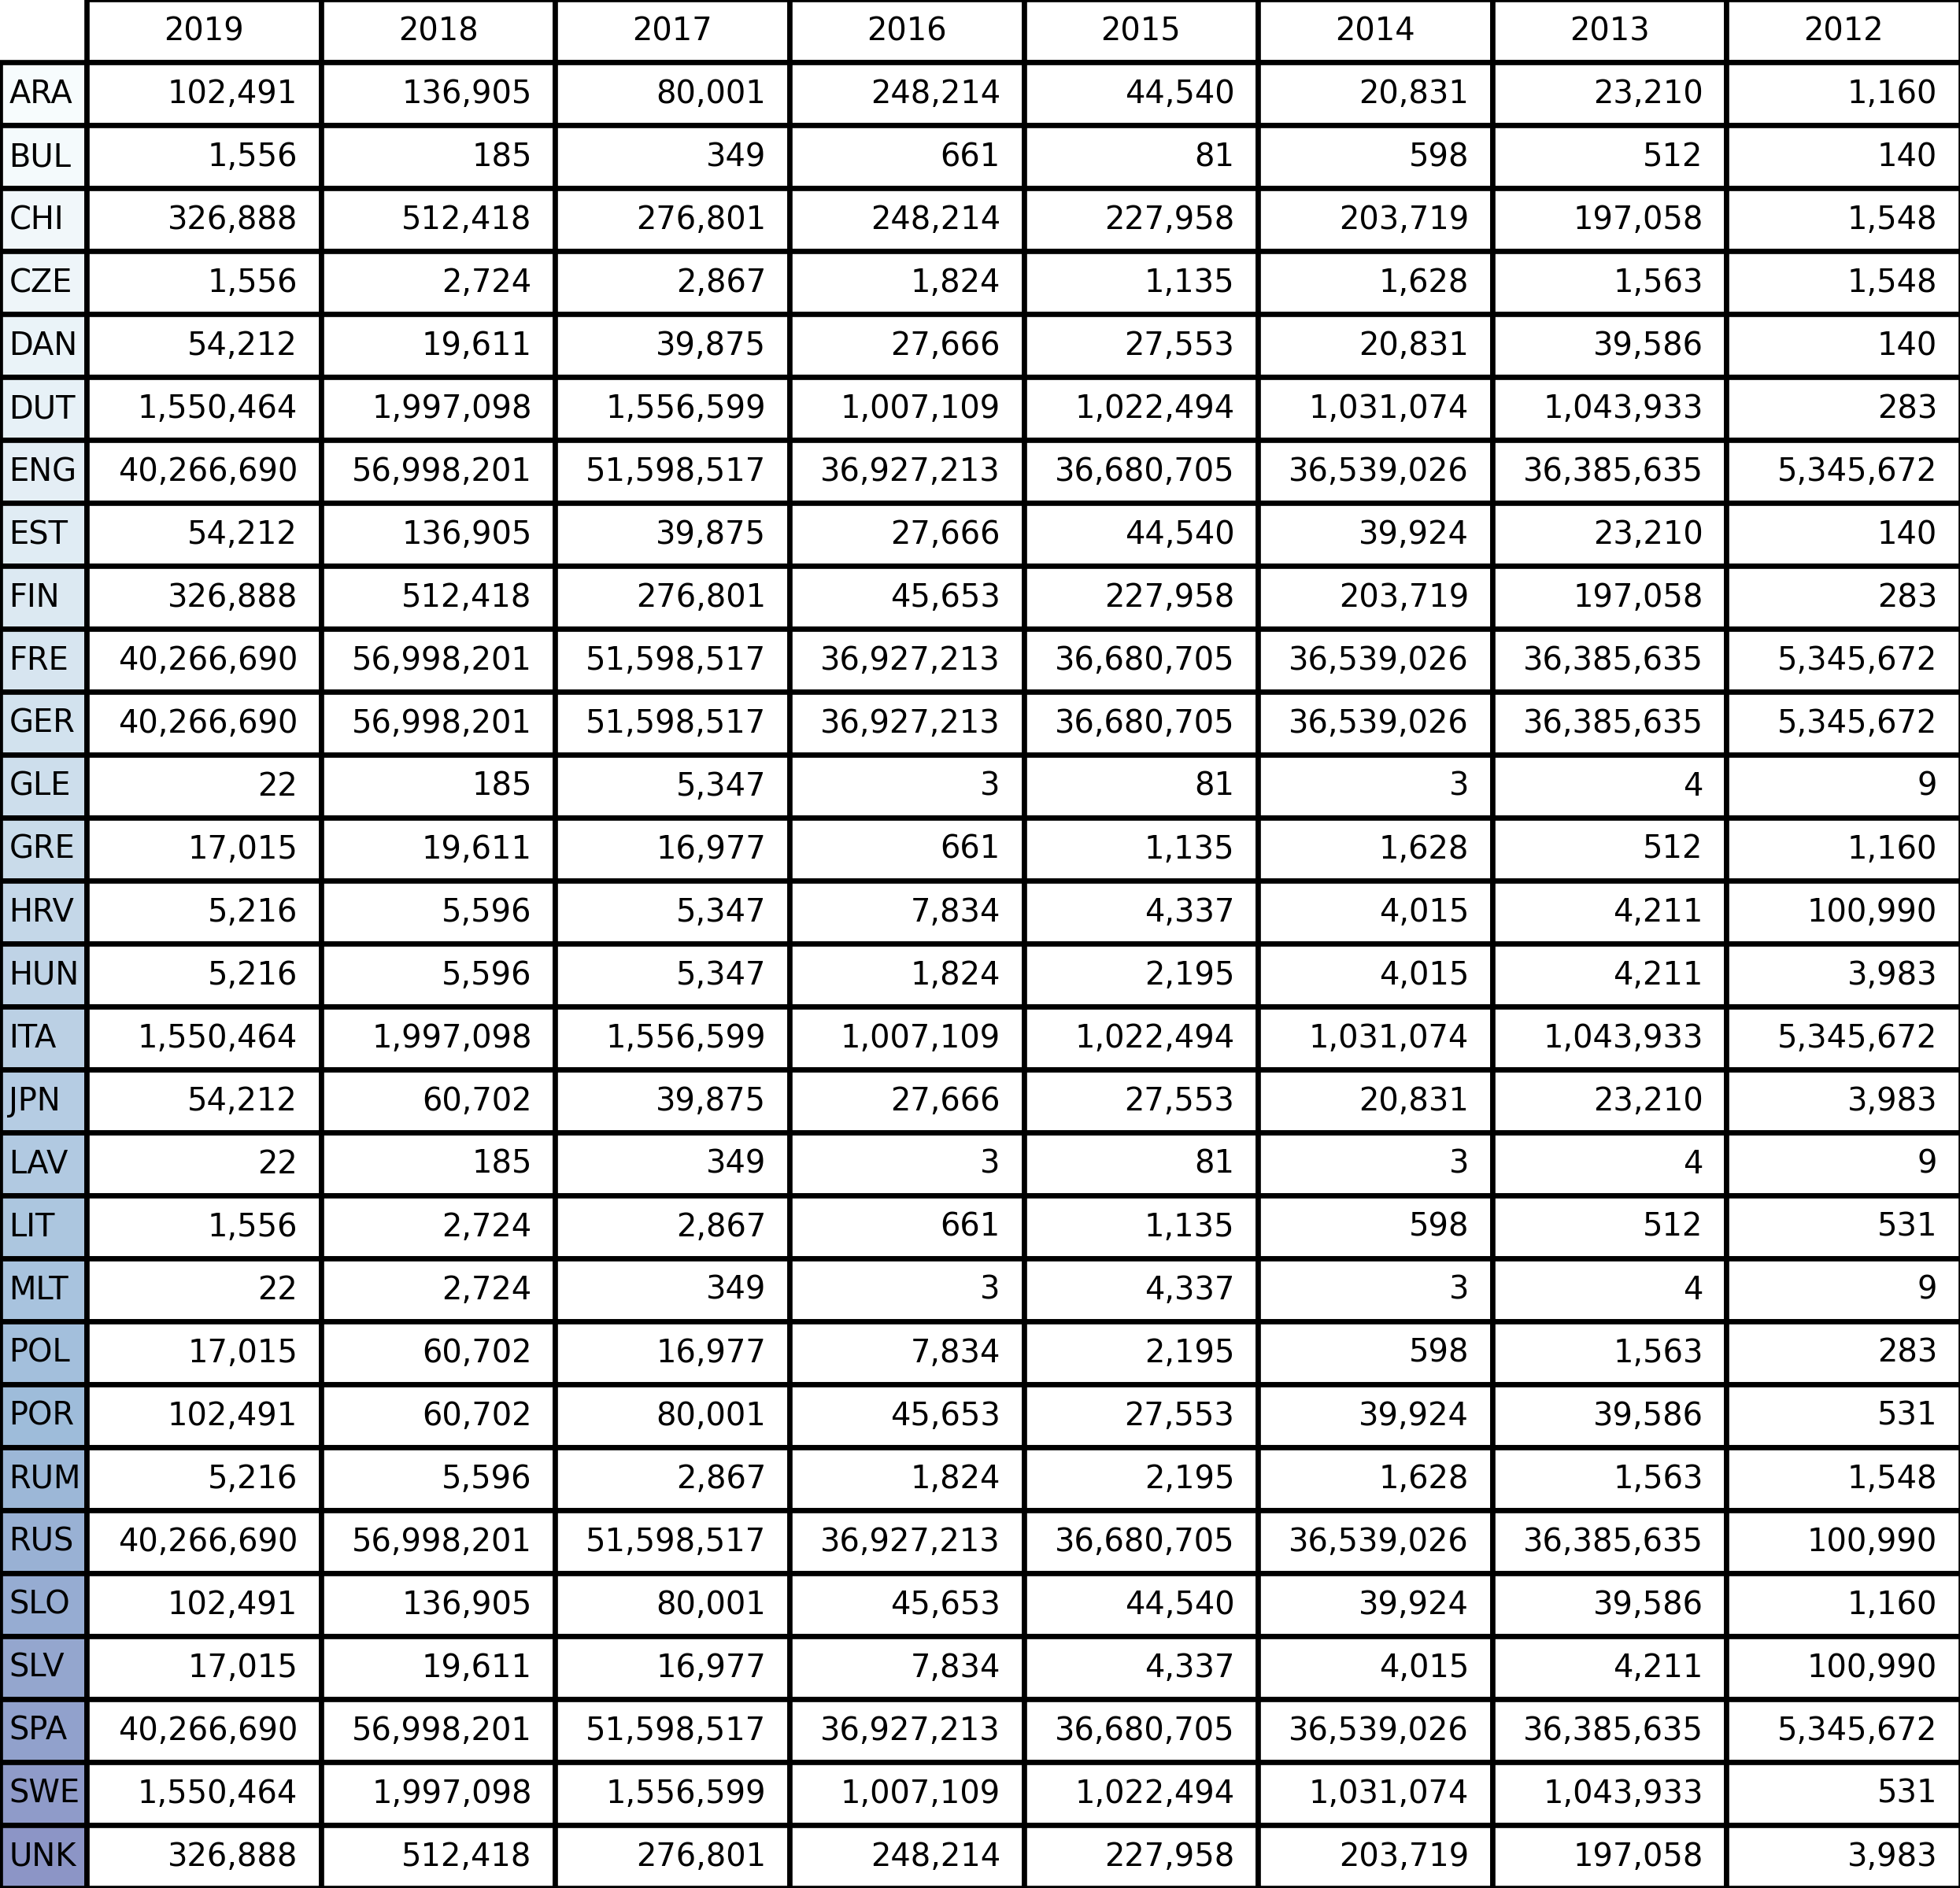 2019 2018 2017 2016 2015 2014 2013 2012
ARA 102,491 136,905 80,001 248,214 44,540 20,831 23,210 1,160
BUL 1,556 185 349 661 81 598 512 140
CHI 326,888 512,418 276,801 248,214 227,958 203,719 197,058 1,548
CZE 1,556 2,724 2,867 1,824 1,135 1,628 1,563 1,548
DAN 54,212 19,611 39,875 27,666 27,553 20,831 39,586 140
DUT 1,550,464 1,997,098 1,556,599 1,007,109 1,022,494 1,031,074 1,043,933 283
ENG 40,266,690 56,998,201 51,598,517 36,927,213 36,680,705 36,539,026 36,385,635 5,345,672
EST 54,212 136,905 39,875 27,666 44,540 39,924 23,210 140
FIN 326,888 512,418 276,801 45,653 227,958 203,719 197,058 283
FRE 40,266,690 56,998,201 51,598,517 36,927,213 36,680,705 36,539,026 36,385,635 5,345,672
GER 40,266,690 56,998,201 51,598,517 36,927,213 36,680,705 36,539,026 36,385,635 5,345,672
GLE 22 185 5,347 3 81 3 4 9
GRE 17,015 19,611 16,977 661 1,135 1,628 512 1,160
HRV 5,216 5,596 5,347 7,834 4,337 4,015 4,211 100,990
HUN 5,216 5,596 5,347 1,824 2,195 4,015 4,211 3,983
ITA 1,550,464 1,997,098 1,556,599 1,007,109 1,022,494 1,031,074 1,043,933 5,345,672
JPN 54,212 60,702 39,875 27,666 27,553 20,831 23,210 3,983
LAV 22 185 349 3 81 3 4 9
LIT 1,556 2,724 2,867 661 1,135 598 512 531
MLT 22 2,724 349 3 4,337 3 4 9
POL 17,015 60,702 16,977 7,834 2,195 598 1,563 283
POR 102,491 60,702 80,001 45,653 27,553 39,924 39,586 531
RUM 5,216 5,596 2,867 1,824 2,195 1,628 1,563 1,548
RUS 40,266,690 56,998,201 51,598,517 36,927,213 36,680,705 36,539,026 36,385,635 100,990
SLO 102,491 136,905 80,001 45,653 44,540 39,924 39,586 1,160
SLV 17,015 19,611 16,977 7,834 4,337 4,015 4,211 100,990
SPA 40,266,690 56,998,201 51,598,517 36,927,213 36,680,705 36,539,026 36,385,635 5,345,672
SWE 1,550,464 1,997,098 1,556,599 1,007,109 1,022,494 1,031,074 1,043,933 531
UNK 326,888 512,418 276,801 248,214 227,958 203,719 197,058 3,983